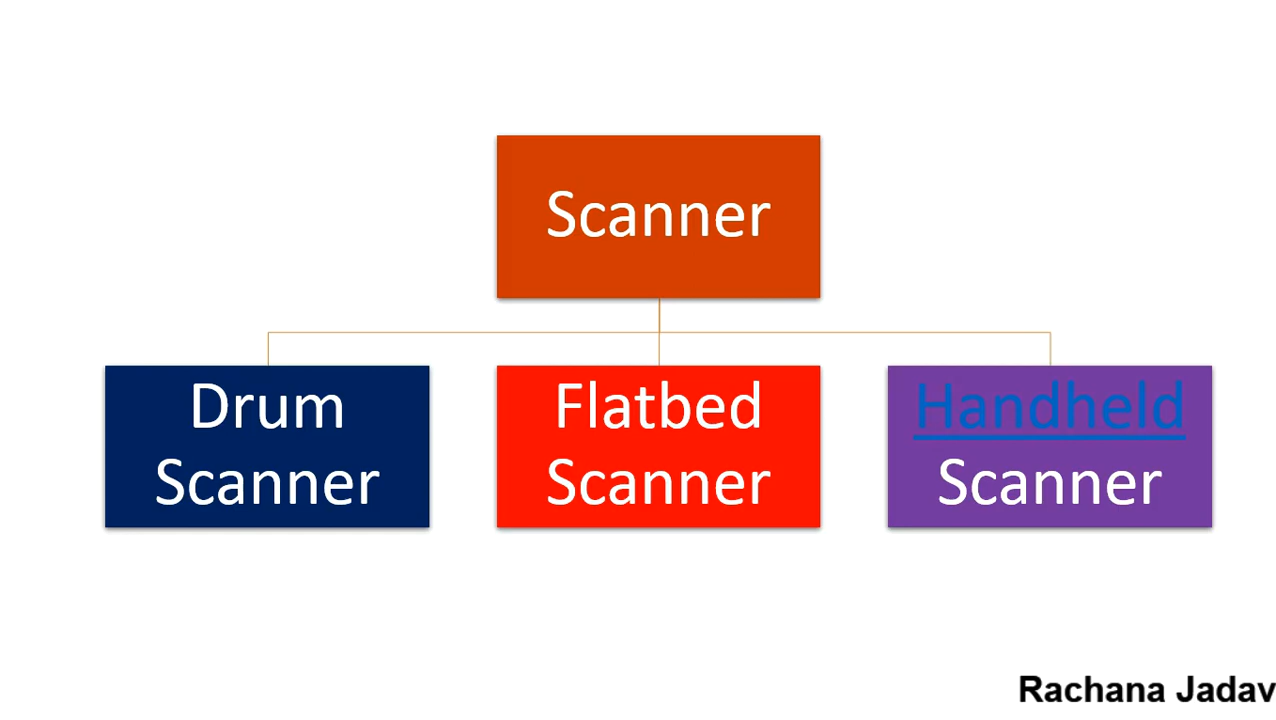 Scanner
Drum
Scanner
Flatbed
Scanner
Handheld
Scanner
Rachana Jadav